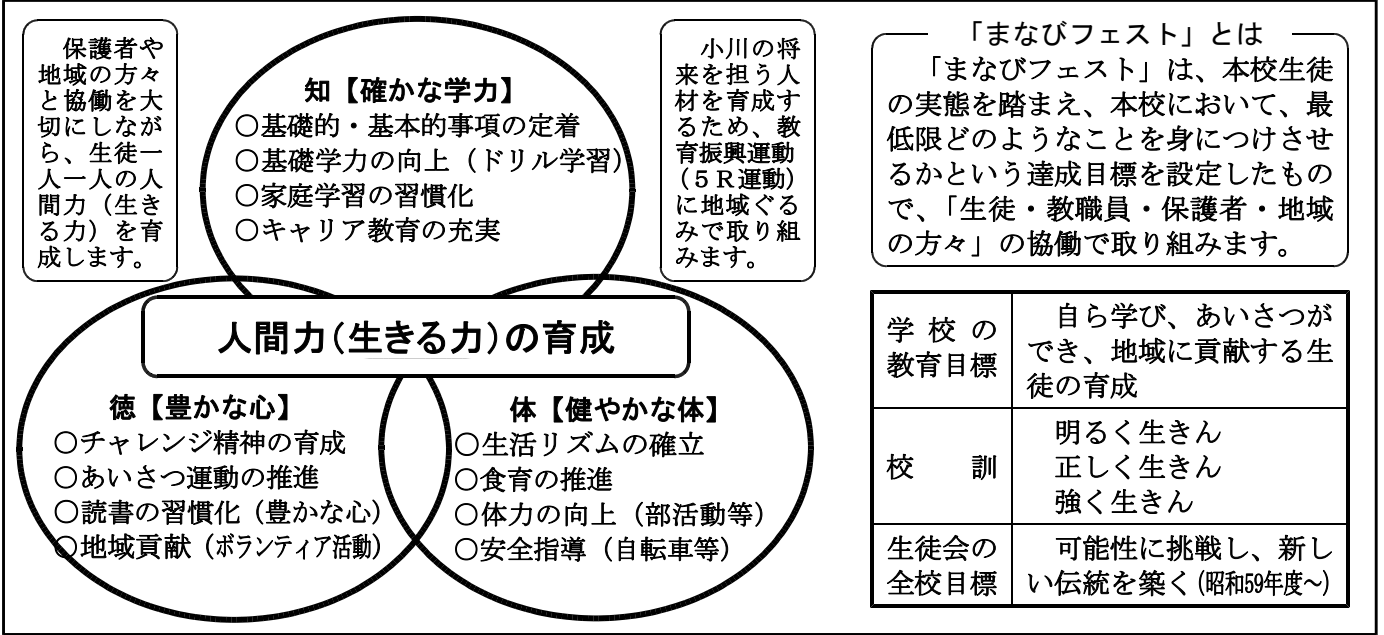 保護者や
地域の方々
と協働を大
切にしなが
ら、生徒一
人一人の人
間力（生き
る力）を育
成します。
知【確かな学力】
○基礎的・基本的事項の定着
○基礎学力の向上（ドリル学習）
○家庭学習の習慣化
○キャリア教育の充実
小川の将
来を担う人
材を育成す
るため、教
育振興運動
（５Ｒ運動）
に地域ぐる
みで取り組
みます。
人間力（生きる力）の育成
徳【豊かな心】
○チャレンジ精神の育成
○あいさつ運動の推進
○読書の習慣化（豊かな心）
○地域貢献（ボランティア活動）
体【健やかな体】
○生活リズムの確立
○食育の推進
○体力の向上（部活動等）
○安全指導（自転車等）
「まなびフェスト」とは
「まなびフェスト」は、本校生徒
の実態を踏まえ、本校において、最
低限どのようなことを身につけさせ
るかという達成目標を設定したもの
で、「生徒・教職員・保護者・地域
の方々」の協働で取り組みます。
学校の
教育目標
自ら学び、あいさつが
でき、地域に貢献する生
徒の育成
校訓
明るく生きん
正しく生きん
強く生きん
生徒会の
全校目標
可能性に挑戦し、新し
い伝統を築く(昭和59年度～)